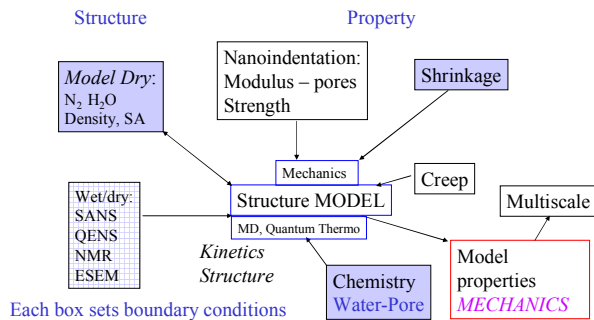 Structure
Property
Model Dry:
N₂ H₂O
Density, SA
Nanoindentation:
Modulus – pores
Strength
Shrinkage
Mechanics
Structure MODEL
MD, Quantum Thermo
Creep
Multiscale
Wet/dry:
SANS
QENS
NMR
ESEM
Kinetics
Structure
Chemistry
Water-Pore
Model
properties
MECHANICS
Each box sets boundary conditions